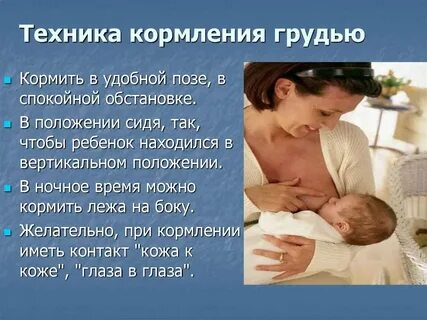 Техника кормления грудью
Кормить в удобной позе, в
спокойной обстановке.
В положении сидя, так,
чтобы ребенок находился в
вертикальном положении.
В ночное время можно
кормить лежа на боку.
Желательно, при кормлении
иметь контакт "кожа к
коже", "глаза в глаза".